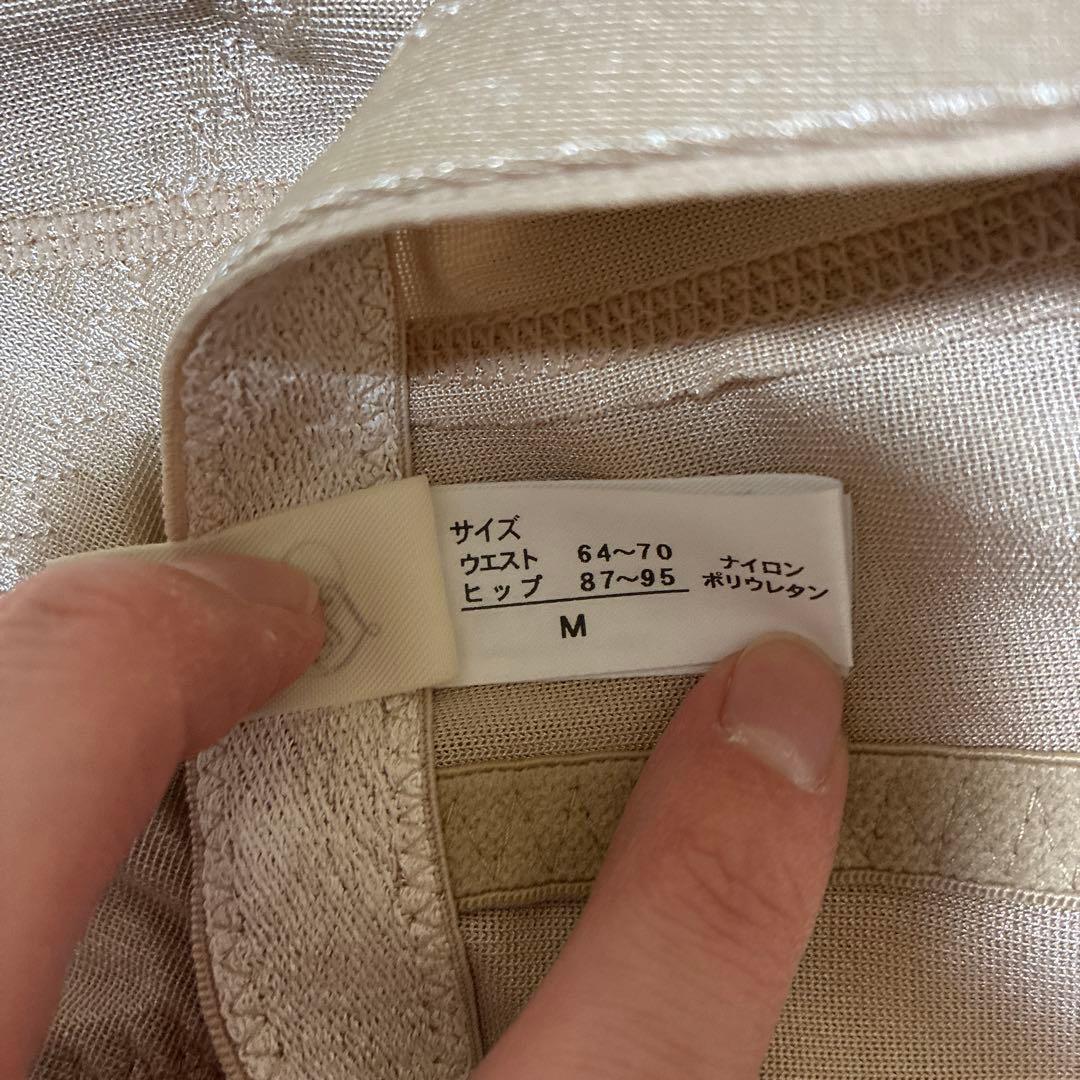 サイズ
ウエスト 64～70
ヒップ 87～95
M
ナイロン
ポリウレタン